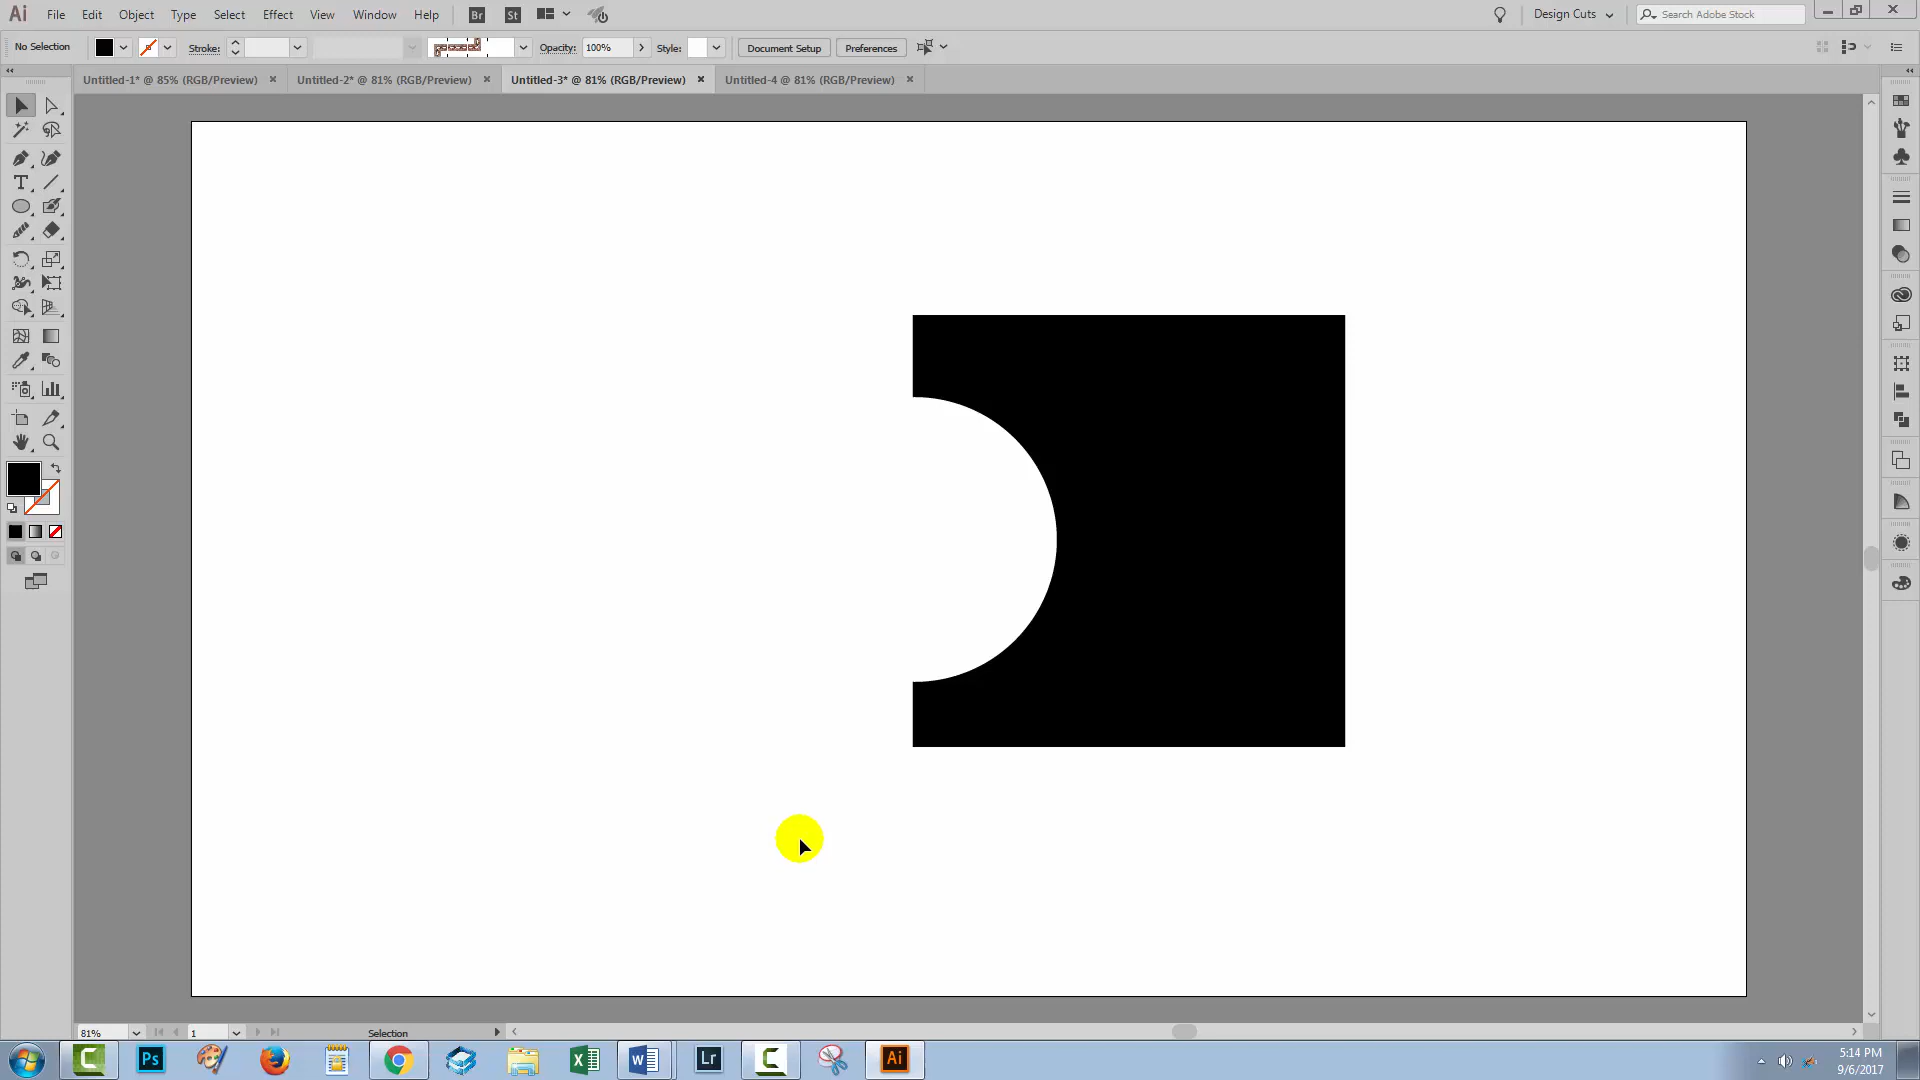 Ai File Edit Object Type Select Effect View Window Help Br St Design Cuts Search Adobe Stock
No Selection Stroke: Opacity: 100% Style: Document Setup Preferences
Untitled-1* @ 85% (RGB/Preview) Untitled-2* @ 81% (RGB/Preview) Untitled-3* @ 81% (RGB/Preview) Untitled-4 @ 81% (RGB/Preview)
T
81% 1 Selection
Ps Lr Ai
5:14 PM
9/6/2017